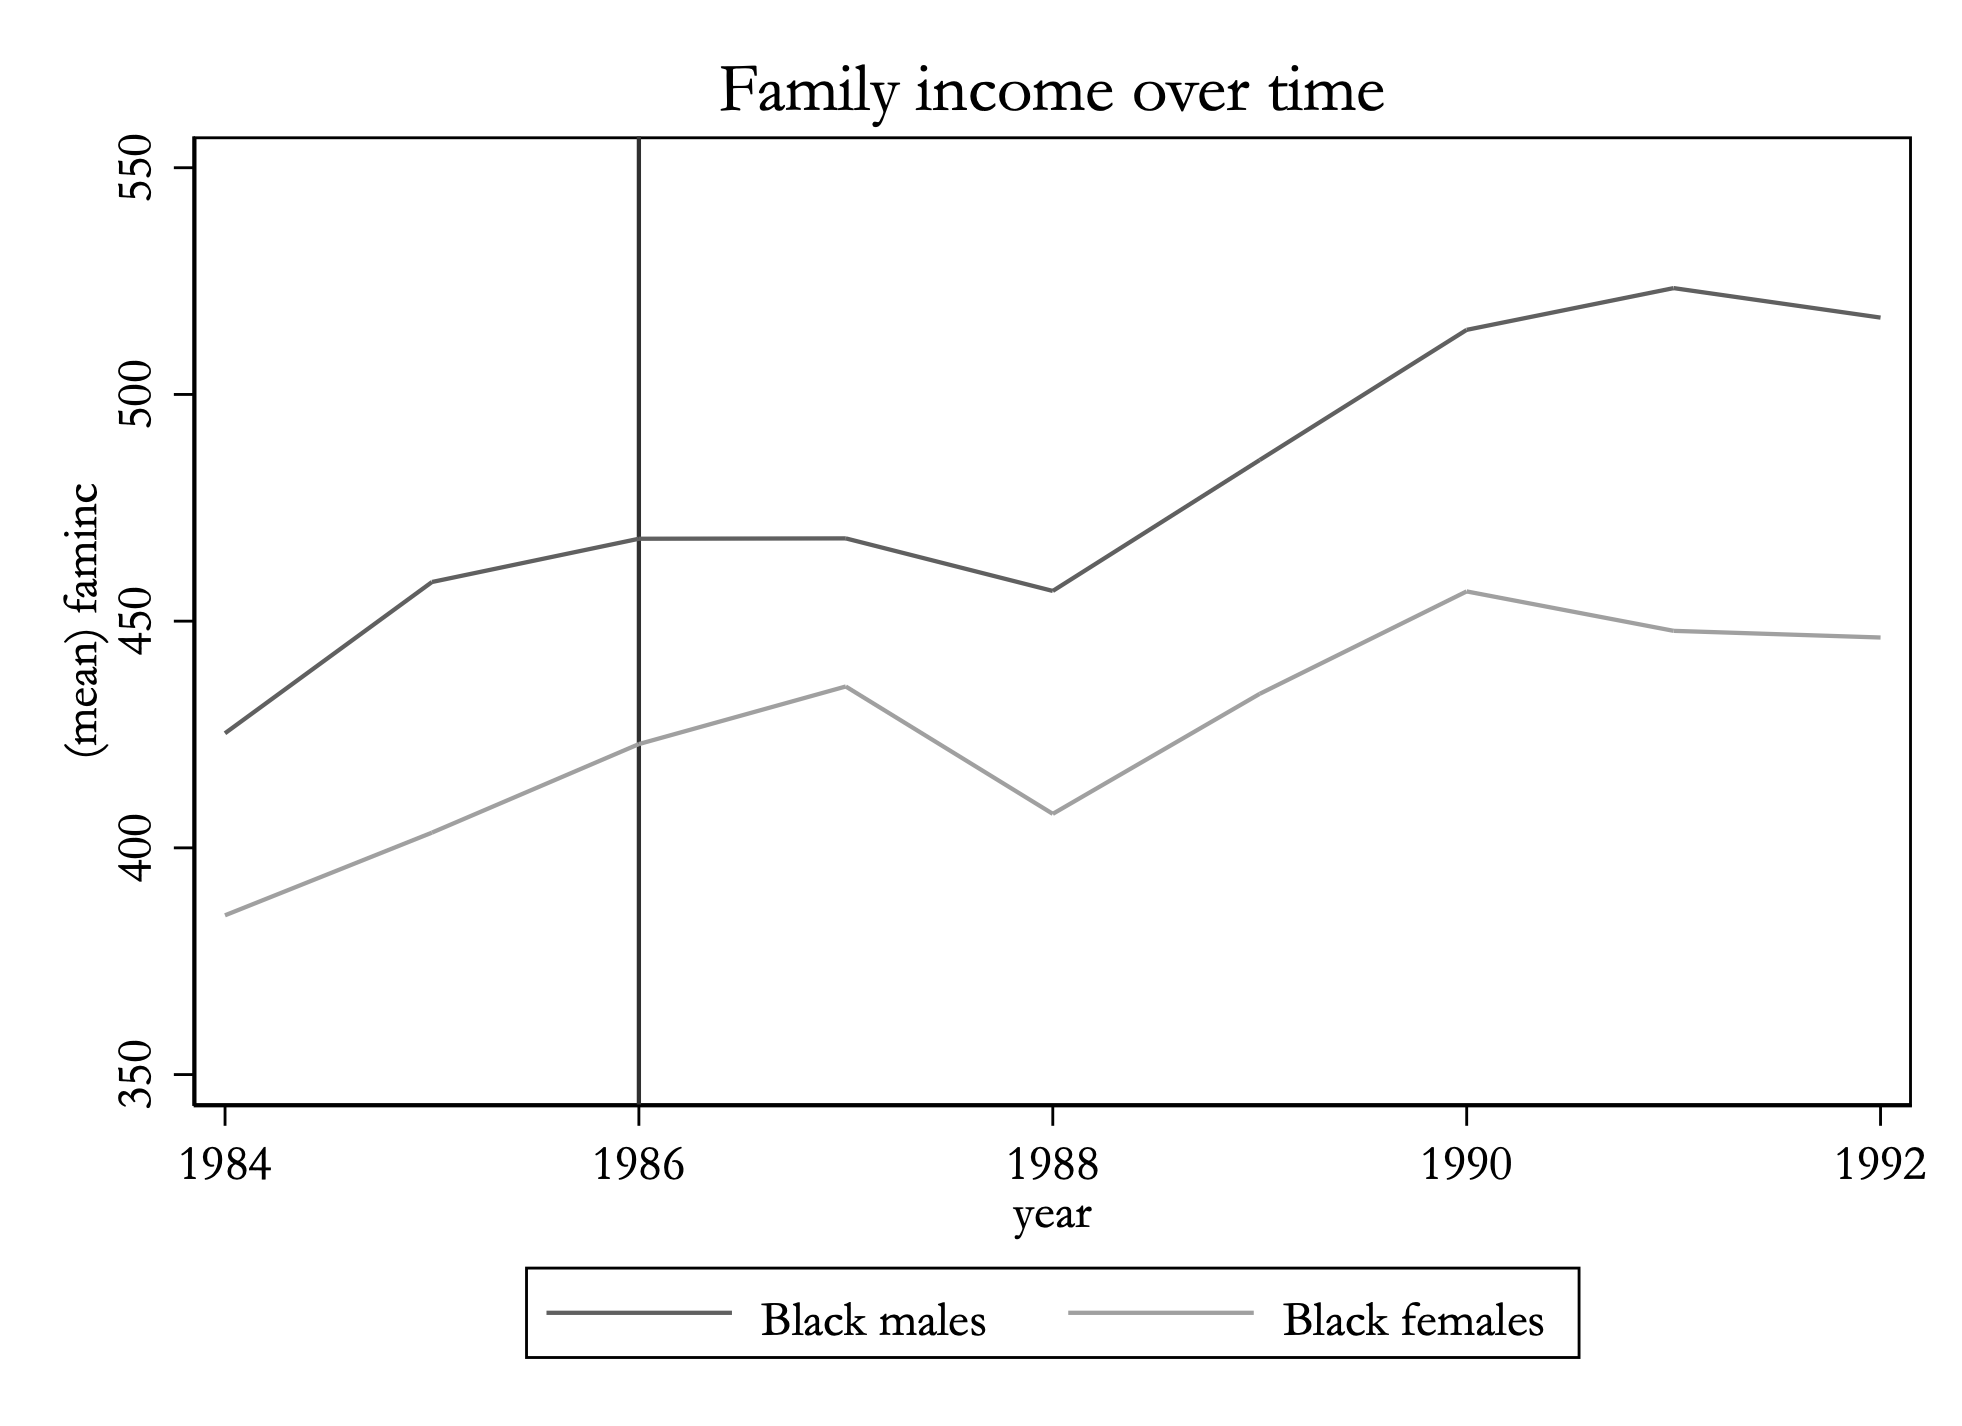 Family income over time
(mean) faminc
550
500
450
400
350
1984 1986 1988 1990 1992
year
Black males Black females